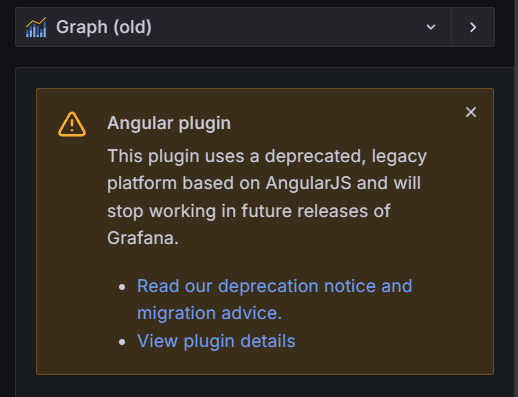 Graph (old)
Angular plugin
This plugin uses a deprecated, legacy
platform based on AngularJS and will
stop working in future releases of
Grafana.
Read our deprecation notice and
migration advice.
View plugin details